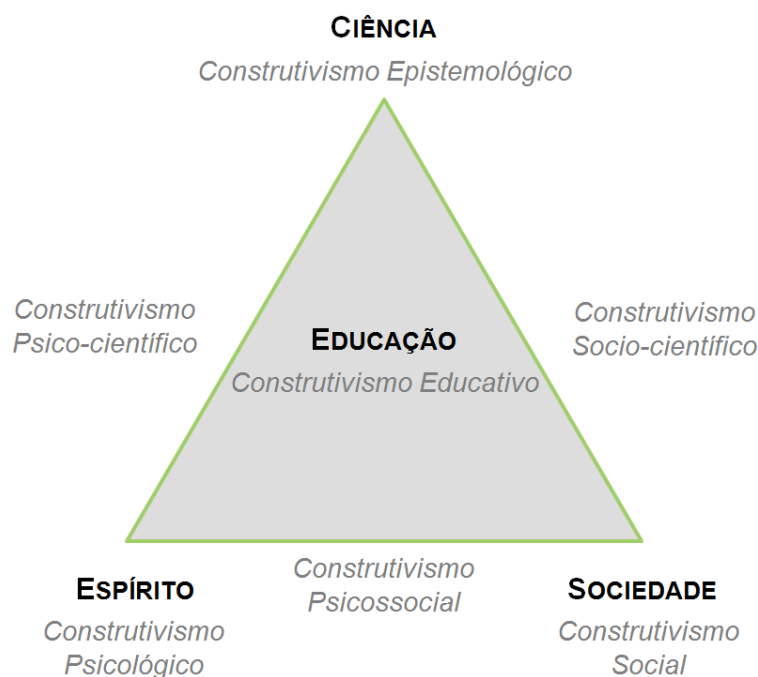 CIÊNCIA
Construtivismo Epistemológico
Construtivismo
Psico-científico
Construtivismo
Socio-científico
EDUCAÇÃO
Construtivismo Educativo
ESPÍRITO
Construtivismo
Psicológico
Construtivismo
Psicossocial
SOCIEDADE
Construtivismo
Social